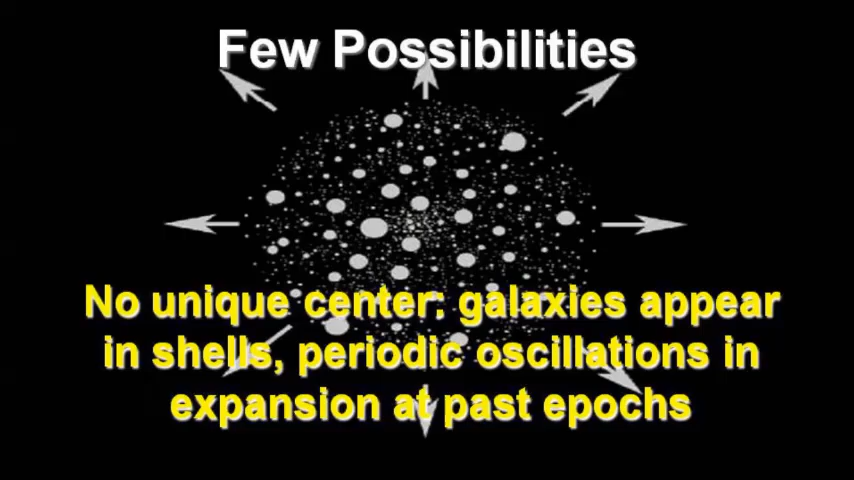 Few Possibilities
No unique center: galaxies appear
in shells, periodic oscillations in
expansion at past epochs